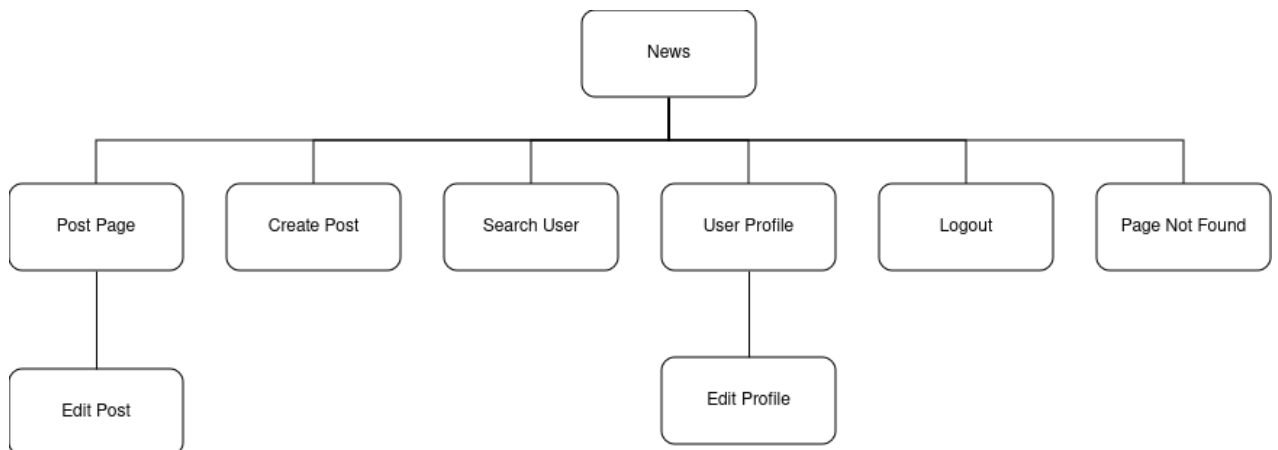 News
Post Page
Create Post
Search User
User Profile
Logout
Page Not Found
Edit Post
Edit Profile